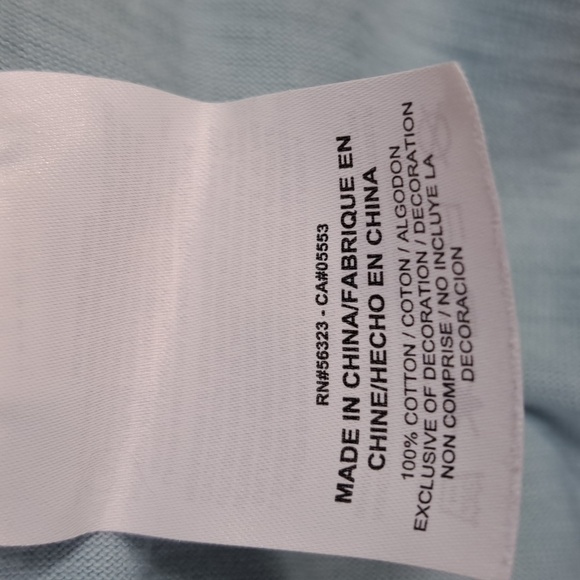 RN#56323 - CA#05553
MADE IN CHINA/FABRIQUE EN
CHINE/HECHO EN CHINA
100% COTTON / COTON / ALGODON
EXCLUSIVE OF DECORATION / DECORATION
NON COMPRISE / NO INCLUYE LA
DECORACION